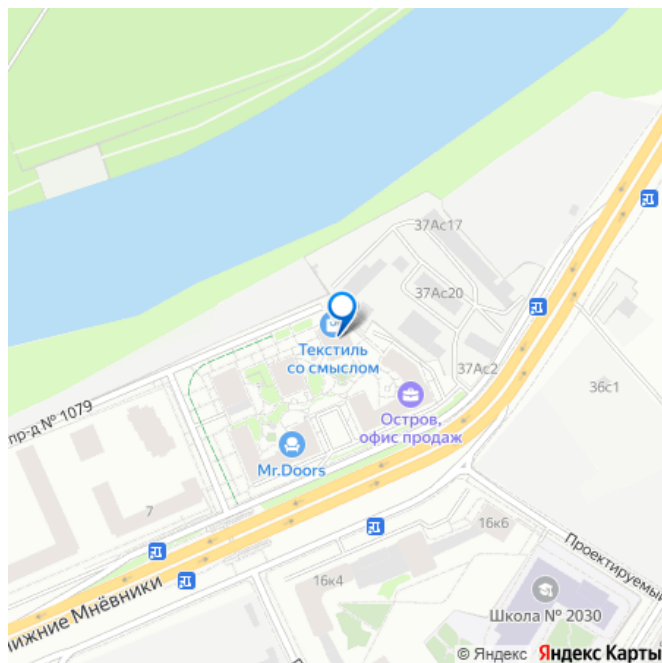 37Ас17
37Ас20
Текстиль
со смыслом
37Ас2
36с1
Остров,
офис продаж
пр-д № 1079
Mr.Doors
7
16к6
Проектируемый
16к4
Школа № 2030
ижние Мнёвники
П
© Яндекс Яндекс Карты